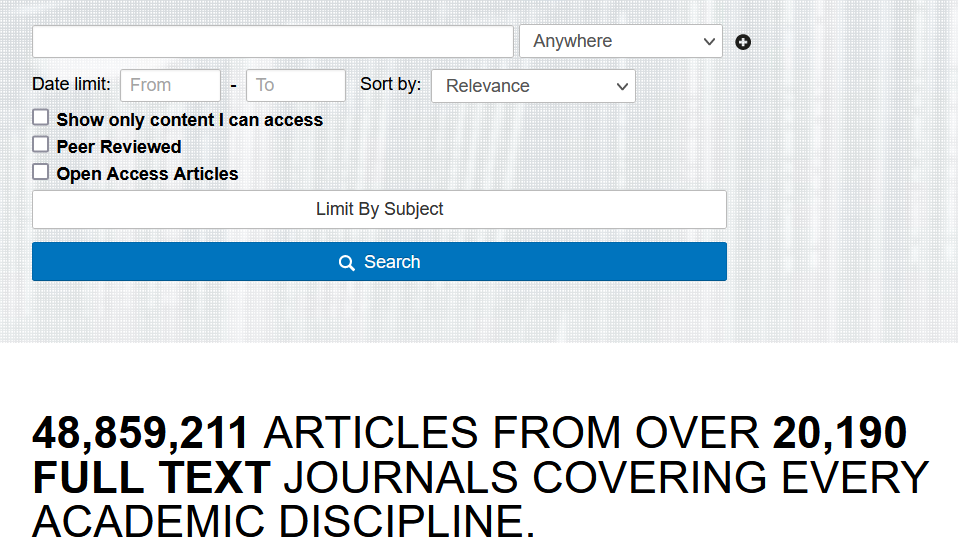 Anywhere
Date limit: From - To Sort by: Relevance
Show only content I can access
Peer Reviewed
Open Access Articles
Limit By Subject
Search
48,859,211 ARTICLES FROM OVER 20,190
FULL TEXT JOURNALS COVERING EVERY
ACADEMIC DISCIPLINE.